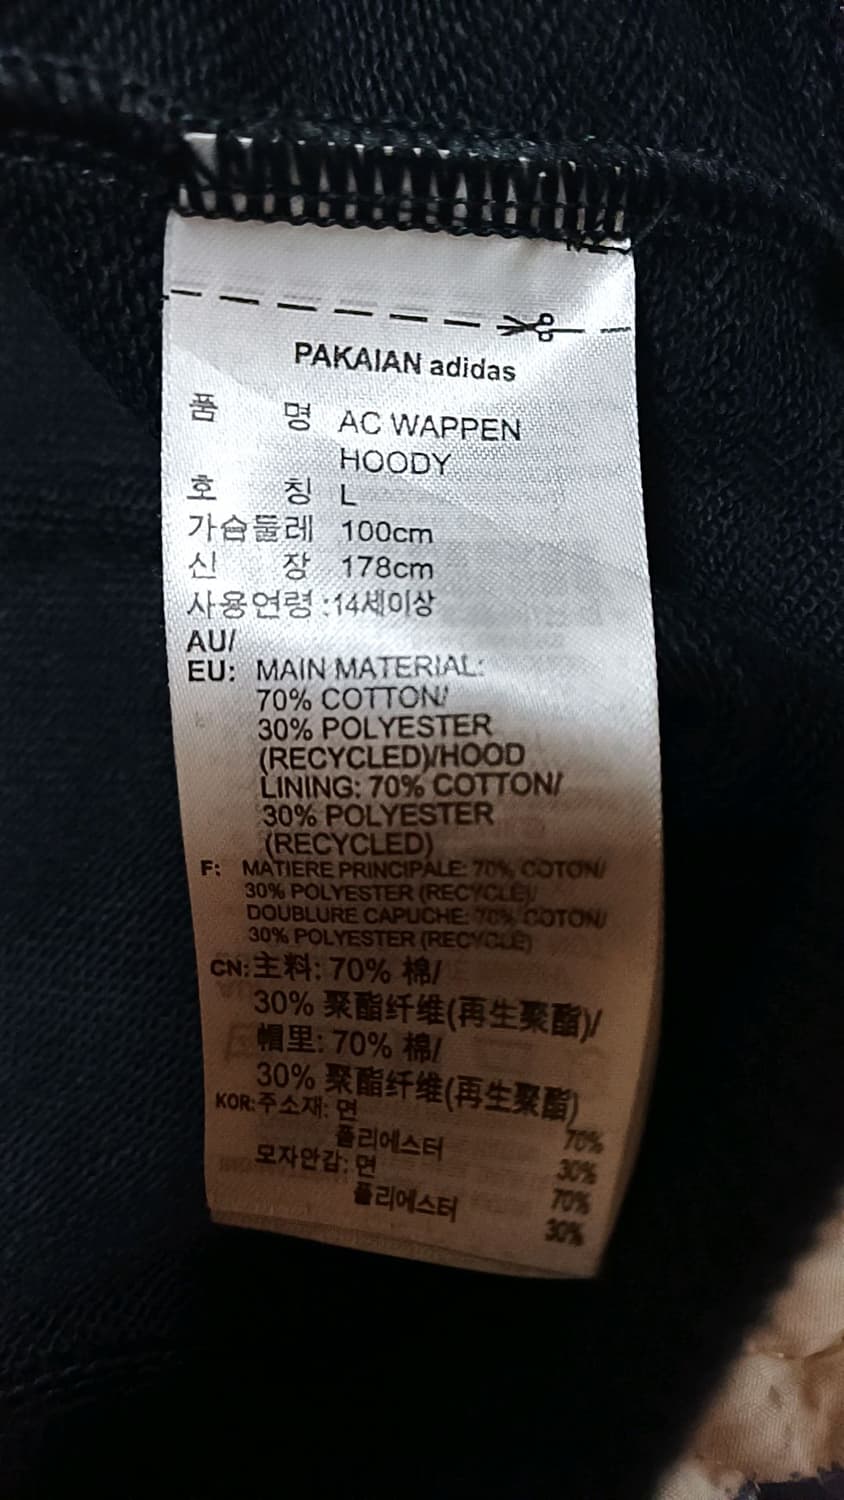 PAKAIAN adidas
품 명 AC WAPPEN
HOODY
호 칭 L
가슴둘레 100cm
신 장 178cm
사용연령 :14세이상
AU/
EU: MAIN MATERIAL:
70% COTTON/
30% POLYESTER
(RECYCLED)/HOOD
LINING: 70% COTTON/
30% POLYESTER
(RECYCLED)
F: MATIERE PRINCIPALE: 70% COTON/
30% POLYESTER (RECYCLE)/
DOUBLURE CAPUCHE: 70% COTON/
30% POLYESTER (RECYCLE)
CN:主料: 70% 棉/
30% 聚酯纤维(再生聚酯)/
帽里: 70% 棉/
30% 聚酯纤维(再生聚酯)
KOR:주소재: 면 70%
폴리에스터 30%
모자안감: 면 70%
폴리에스터 30%